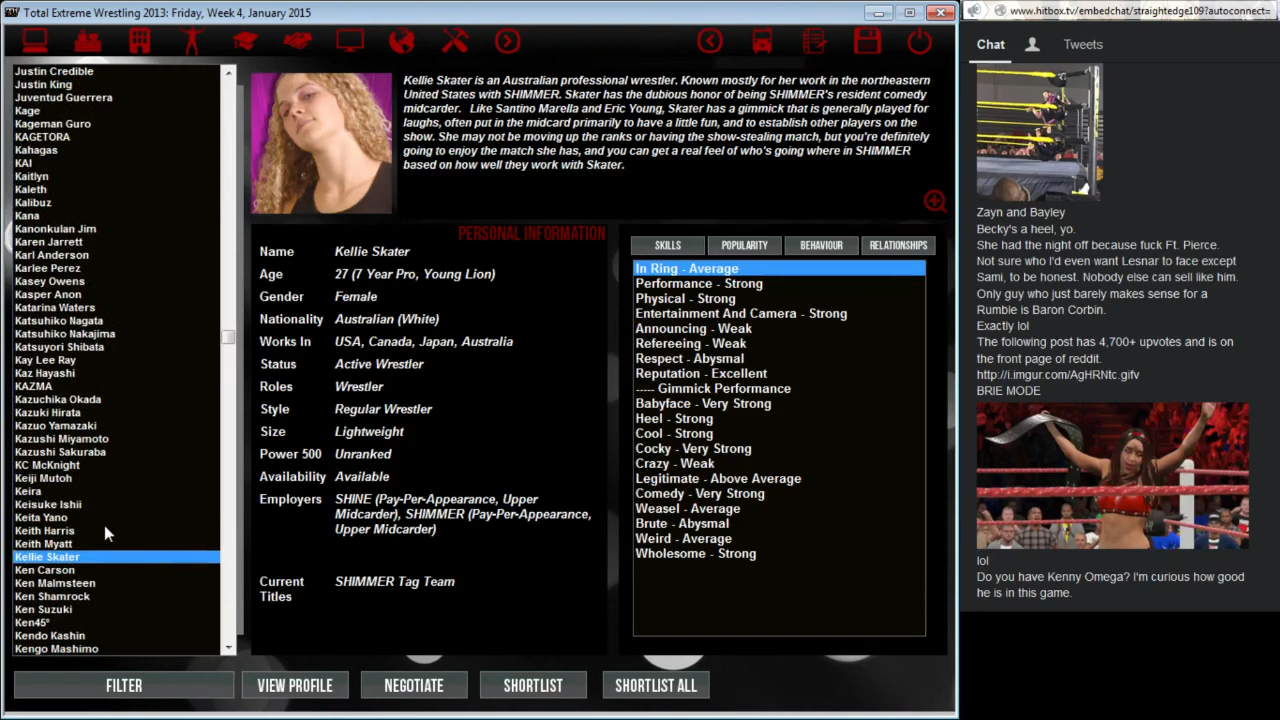 Total Extreme Wrestling 2013: Friday, Week 4, January 2015
www.hitbox.tv/embedchat/straightedge109?autoconnect=
Justin Credible
Justin King
Juventud Guerrera
Kage
Kageman Guro
KAGETORA
Kahagas
KAI
Kaitlyn
Kaleth
Kalibuz
Kana
Kanonkulan Jim
Karen Jarrett
Karl Anderson
Karlee Perez
Kasey Owens
Kasper Anon
Katarina Waters
Katsuhiko Nagata
Katsuhiko Nakajima
Katsuyori Shibata
Kay Lee Ray
Kaz Hayashi
KAZMA
Kazuchika Okada
Kazuki Hirata
Kazuo Yamazaki
Kazushi Miyamoto
Kazushi Sakuraba
KC McKnight
Keiji Mutoh
Keira
Keisuke Ishii
Keita Yano
Keith Harris
Keith Myatt
Kellie Skater
Ken Carson
Ken Malmsteen
Ken Shamrock
Ken Suzuki
Ken45°
Kendo Kashin
Kengo Mashimo
FILTER
Kellie Skater is an Australian professional wrestler. Known mostly for her work in the northeastern
United States with SHIMMER. Skater has the dubious honor of being SHIMMER's resident comedy
midcarder. Like Santino Marella and Eric Young, Skater has a gimmick that is generally played for
laughs, often put in the midcard primarily to have a little fun, and to establish other players on the
show. She may not be moving up the ranks or having the show-stealing match, but you're definitely
going to enjoy the match she has, and you can get a real feel of who's going where in SHIMMER
based on how well they work with Skater.
PERSONAL INFORMATION
Name Kellie Skater
Age 27 (7 Year Pro, Young Lion)
Gender Female
Nationality Australian (White)
Works In USA, Canada, Japan, Australia
Status Active Wrestler
Roles Wrestler
Style Regular Wrestler
Size Lightweight
Power 500 Unranked
Availability Available
Employers SHINE (Pay-Per-Appearance, Upper
Midcarder), SHIMMER (Pay-Per-Appearance,
Upper Midcarder)
Current SHIMMER Tag Team
Titles
SKILLS POPULARITY BEHAVIOUR RELATIONSHIPS
In Ring - Average
Performance - Strong
Physical - Strong
Entertainment And Camera - Strong
Announcing - Weak
Refereeing - Weak
Respect - Abysmal
Reputation - Excellent
----- Gimmick Performance
Babyface - Very Strong
Heel - Strong
Cool - Strong
Cocky - Very Strong
Crazy - Weak
Legitimate - Above Average
Comedy - Very Strong
Weasel - Average
Brute - Abysmal
Weird - Average
Wholesome - Strong
VIEW PROFILE NEGOTIATE SHORTLIST SHORTLIST ALL
Chat Tweets
Zayn and Bayley
Becky's a heel, yo.
She had the night off because fuck Ft. Pierce.
Not sure who I'd even want Lesnar to face except
Sami, to be honest. Nobody else can sell like him.
Only guy who just barely makes sense for a
Rumble is Baron Corbin.
Exactly lol
The following post has 4,700+ upvotes and is on
the front page of reddit.
http://i.imgur.com/AgHRNtc.gifv
BRIE MODE
lol
Do you have Kenny Omega? I'm curious how good
he is in this game.